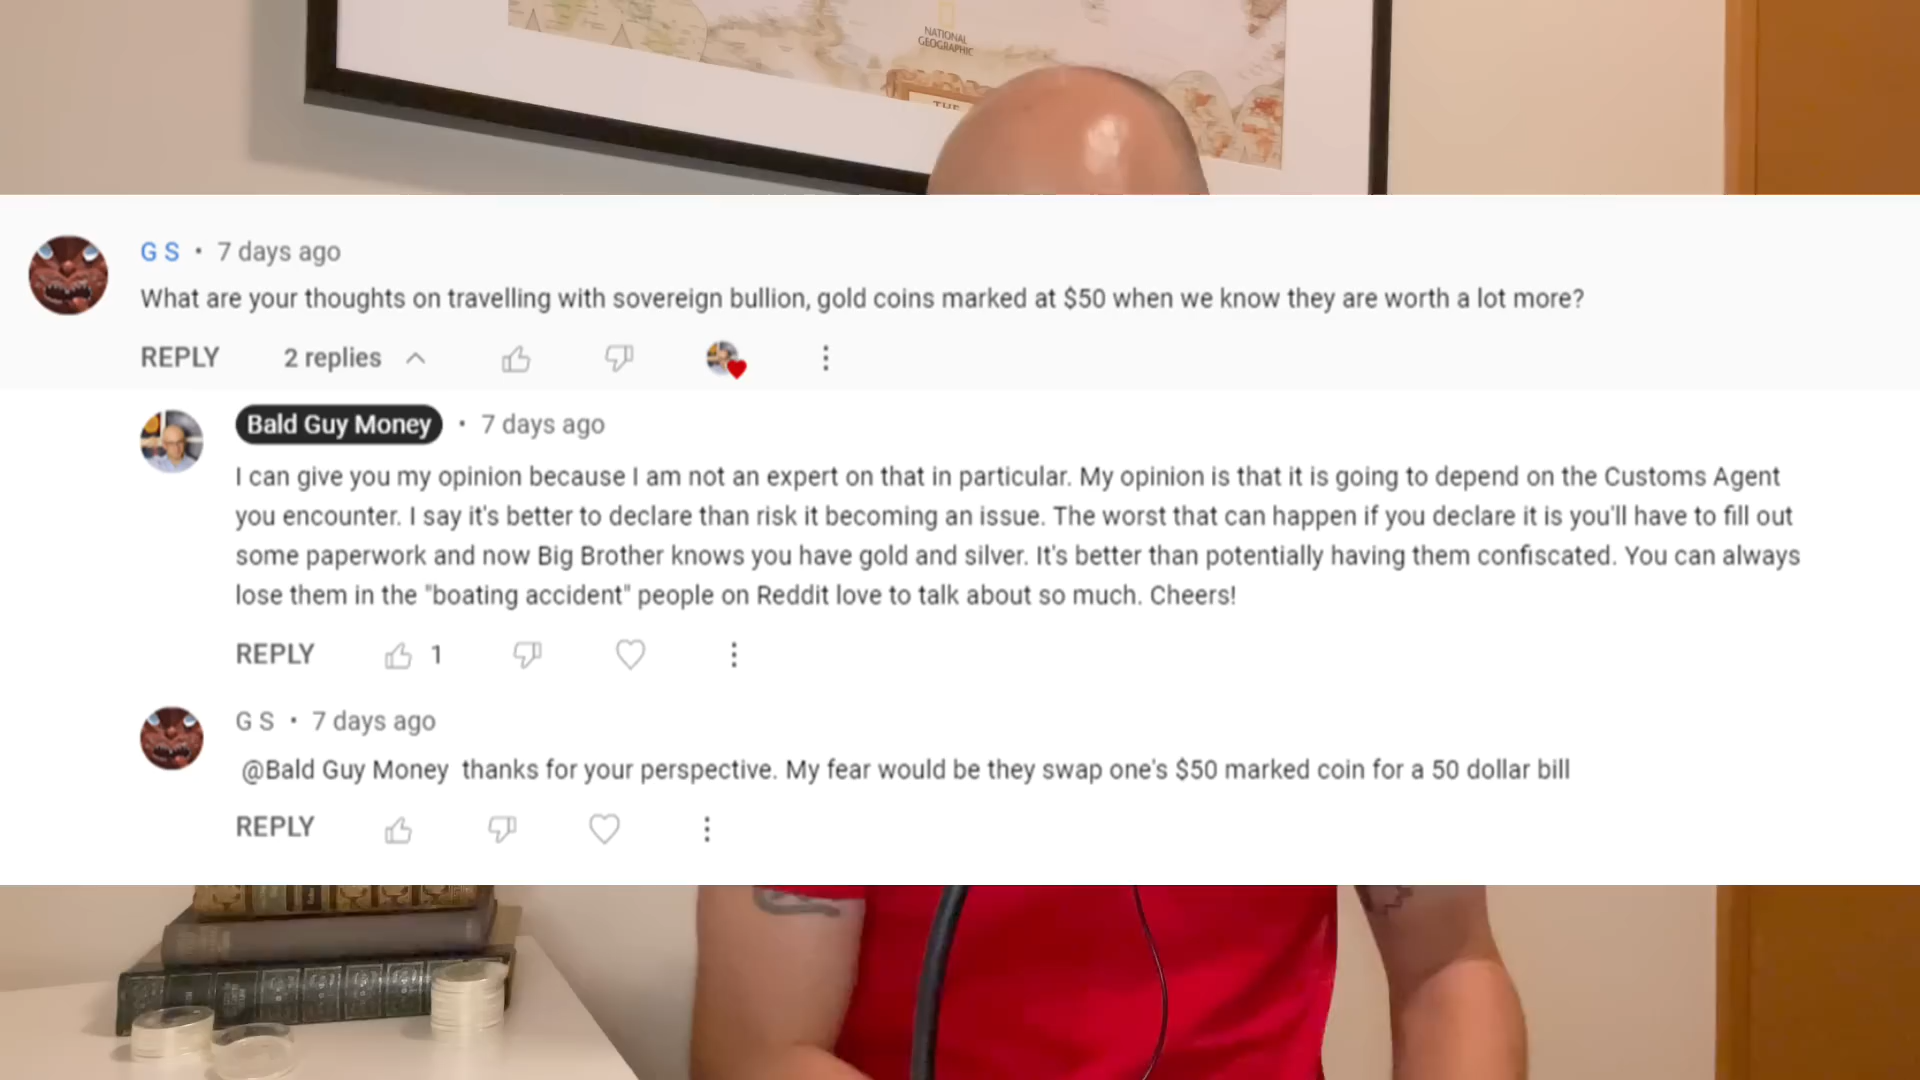 NATIONAL
GEOGRAPHIC
THE
G S • 7 days ago
What are your thoughts on travelling with sovereign bullion, gold coins marked at $50 when we know they are worth a lot more?
REPLY 2 replies
Bald Guy Money • 7 days ago
I can give you my opinion because I am not an expert on that in particular. My opinion is that it is going to depend on the Customs Agent
you encounter. I say it's better to declare than risk it becoming an issue. The worst that can happen if you declare it is you'll have to fill out
some paperwork and now Big Brother knows you have gold and silver. It's better than potentially having them confiscated. You can always
lose them in the "boating accident" people on Reddit love to talk about so much. Cheers!
REPLY 1
G S • 7 days ago
@Bald Guy Money thanks for your perspective. My fear would be they swap one's $50 marked coin for a 50 dollar bill
REPLY